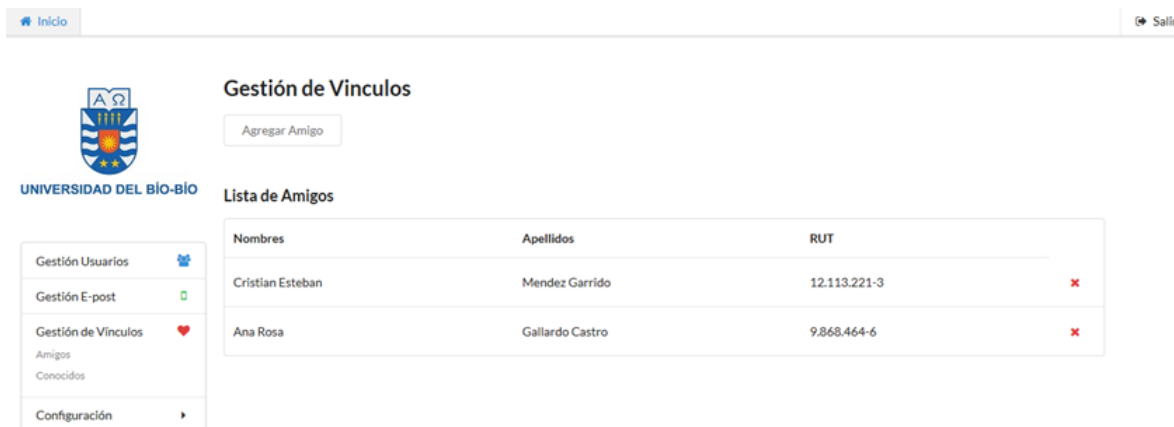 Inicio
Sali
ΑΩ
UNIVERSIDAD DEL BÍO-BÍO
Gestión Usuarios
Gestión E-post
Gestión de Vínculos
Amigos
Conocidos
Configuración
Gestión de Vinculos
Agregar Amigo
Lista de Amigos
Nombres Apellidos RUT
Cristian Esteban Mendez Garrido 12.113.221-3
Ana Rosa Gallardo Castro 9.868.464-6